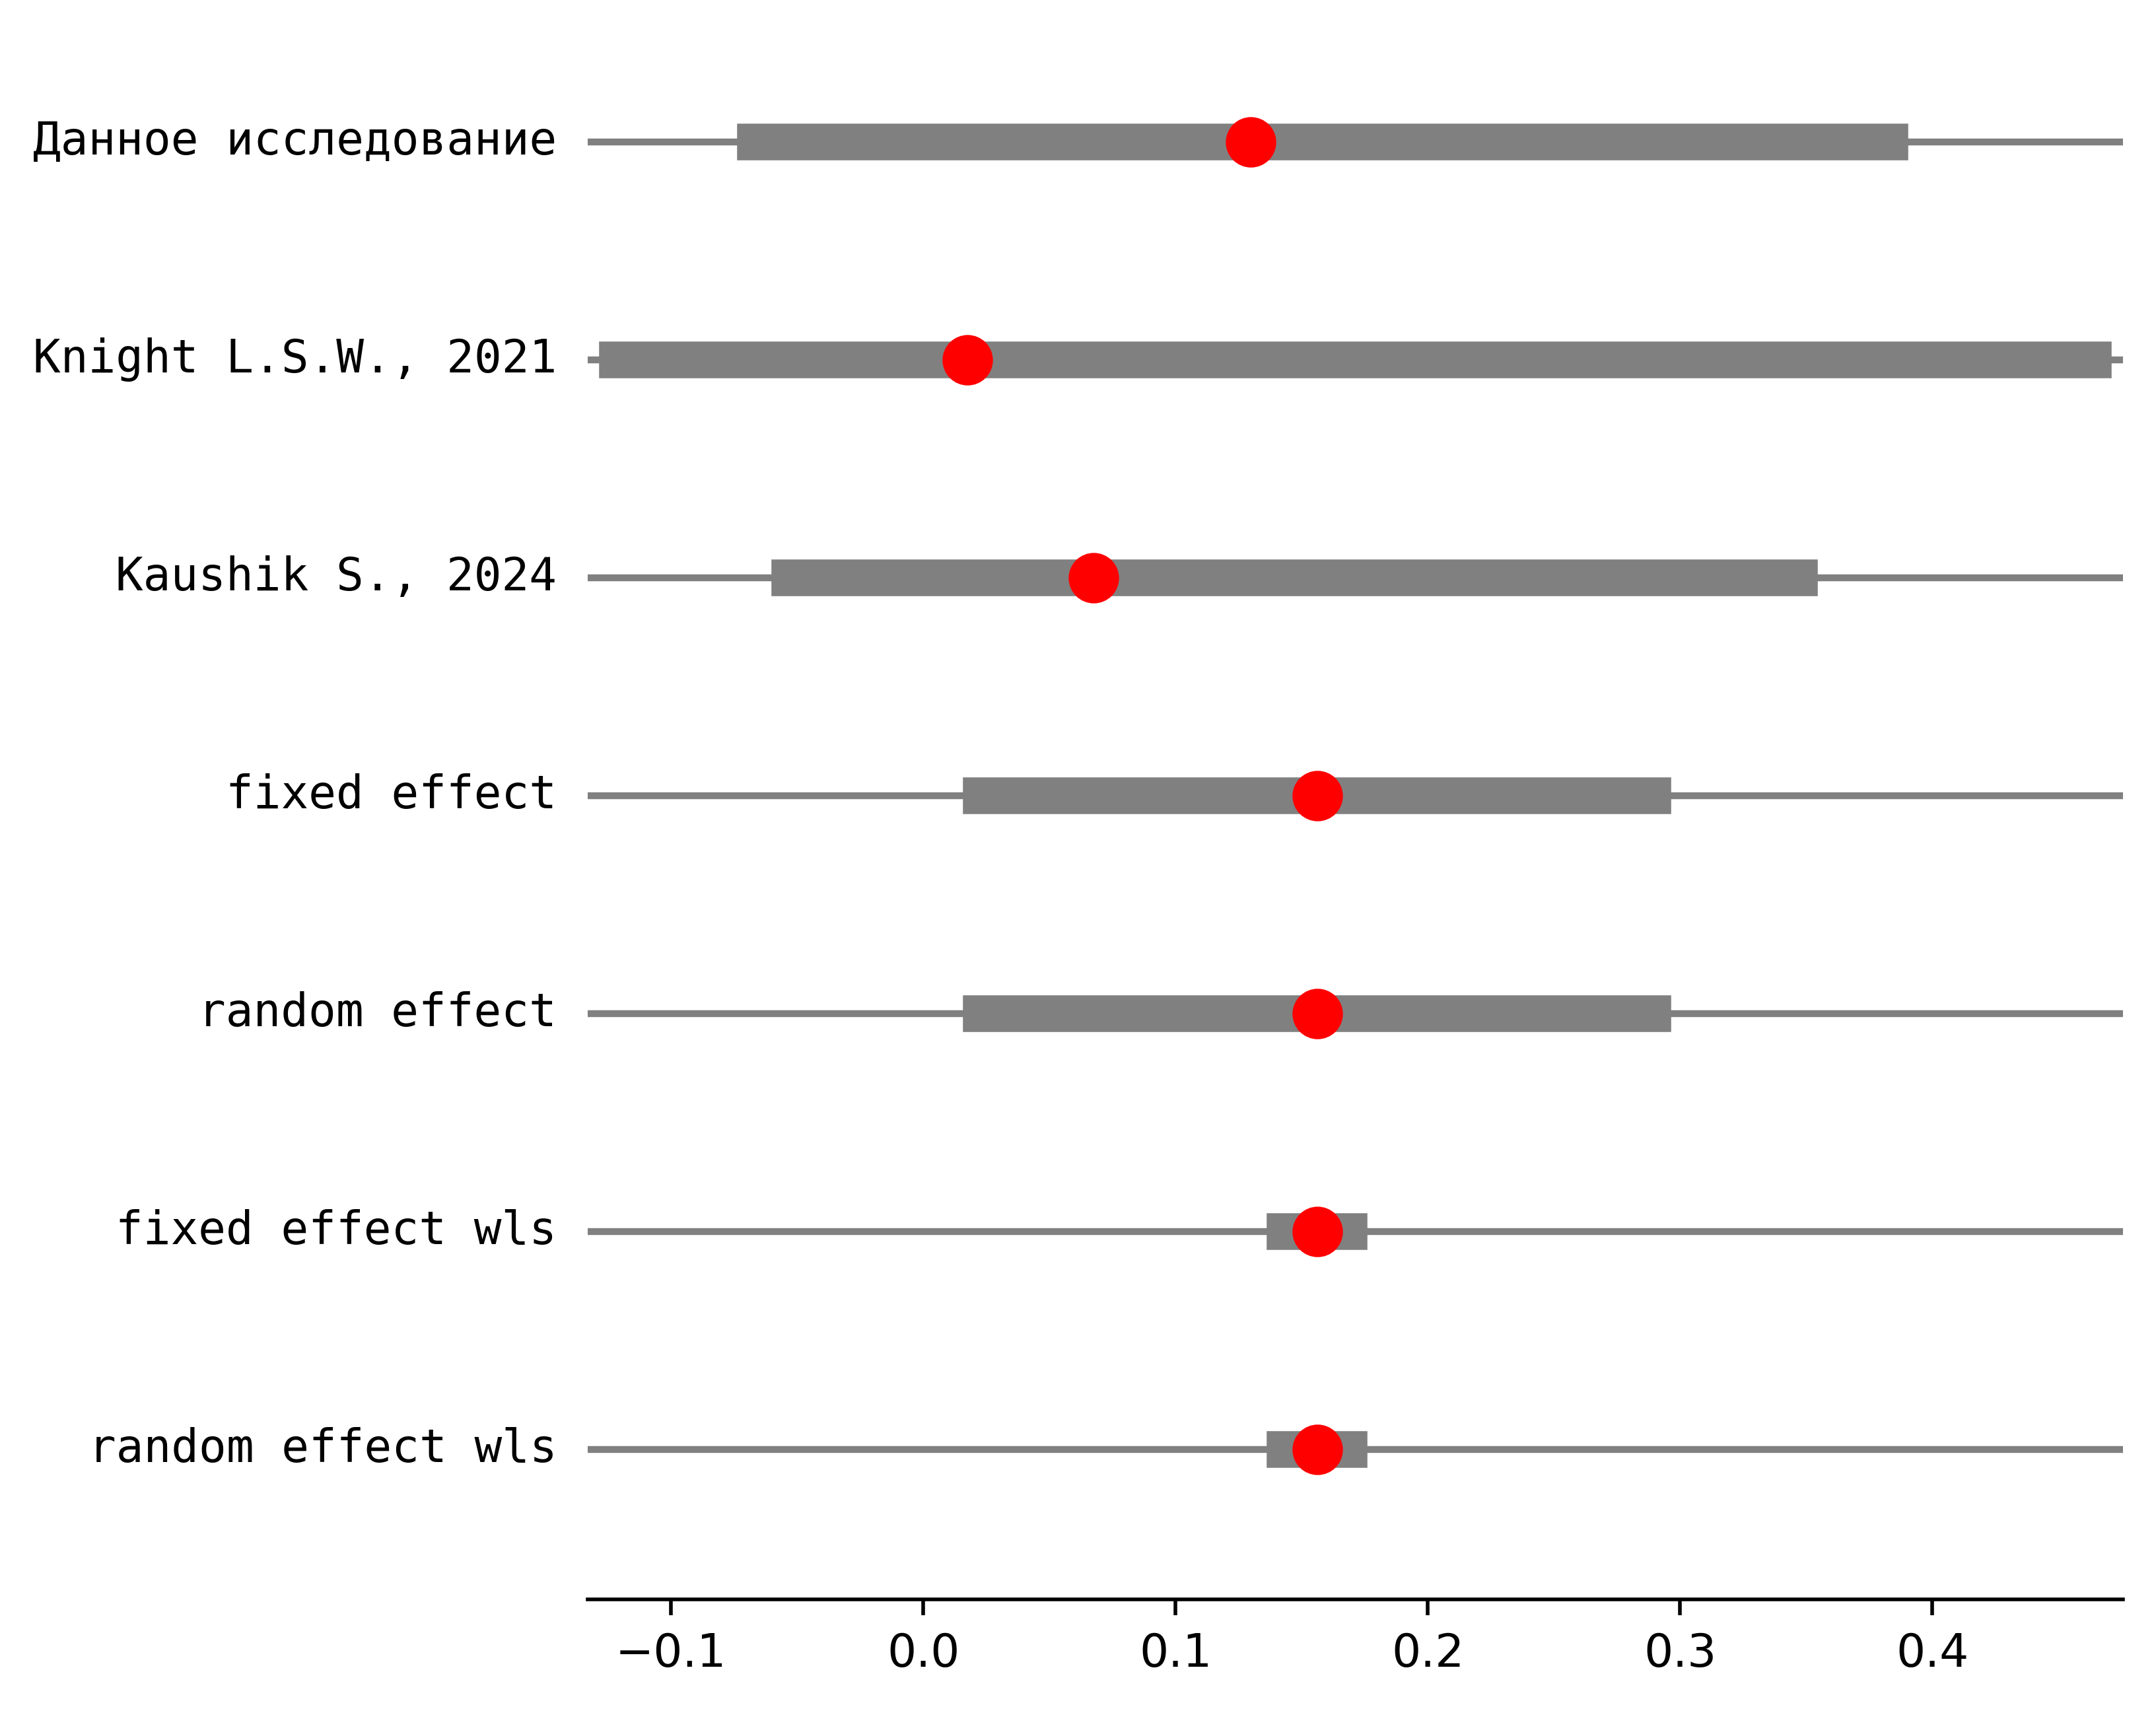 Данное исследование
Knight L.S.W., 2021
Kaushik S., 2024
fixed effect
random effect
fixed effect wls
random effect wls
−0.1 0.0 0.1 0.2 0.3 0.4